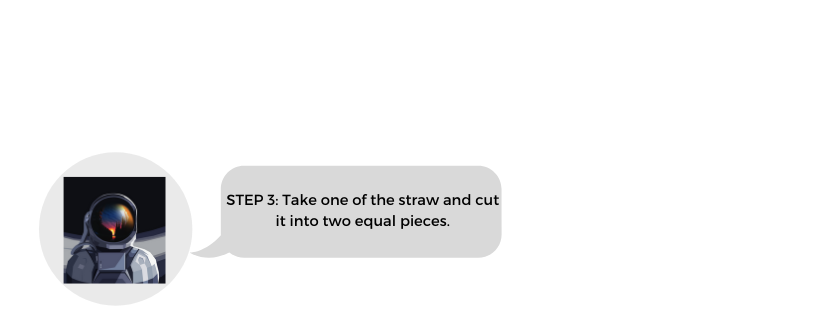 STEP 3: Take one of the straw and cut
it into two equal pieces.